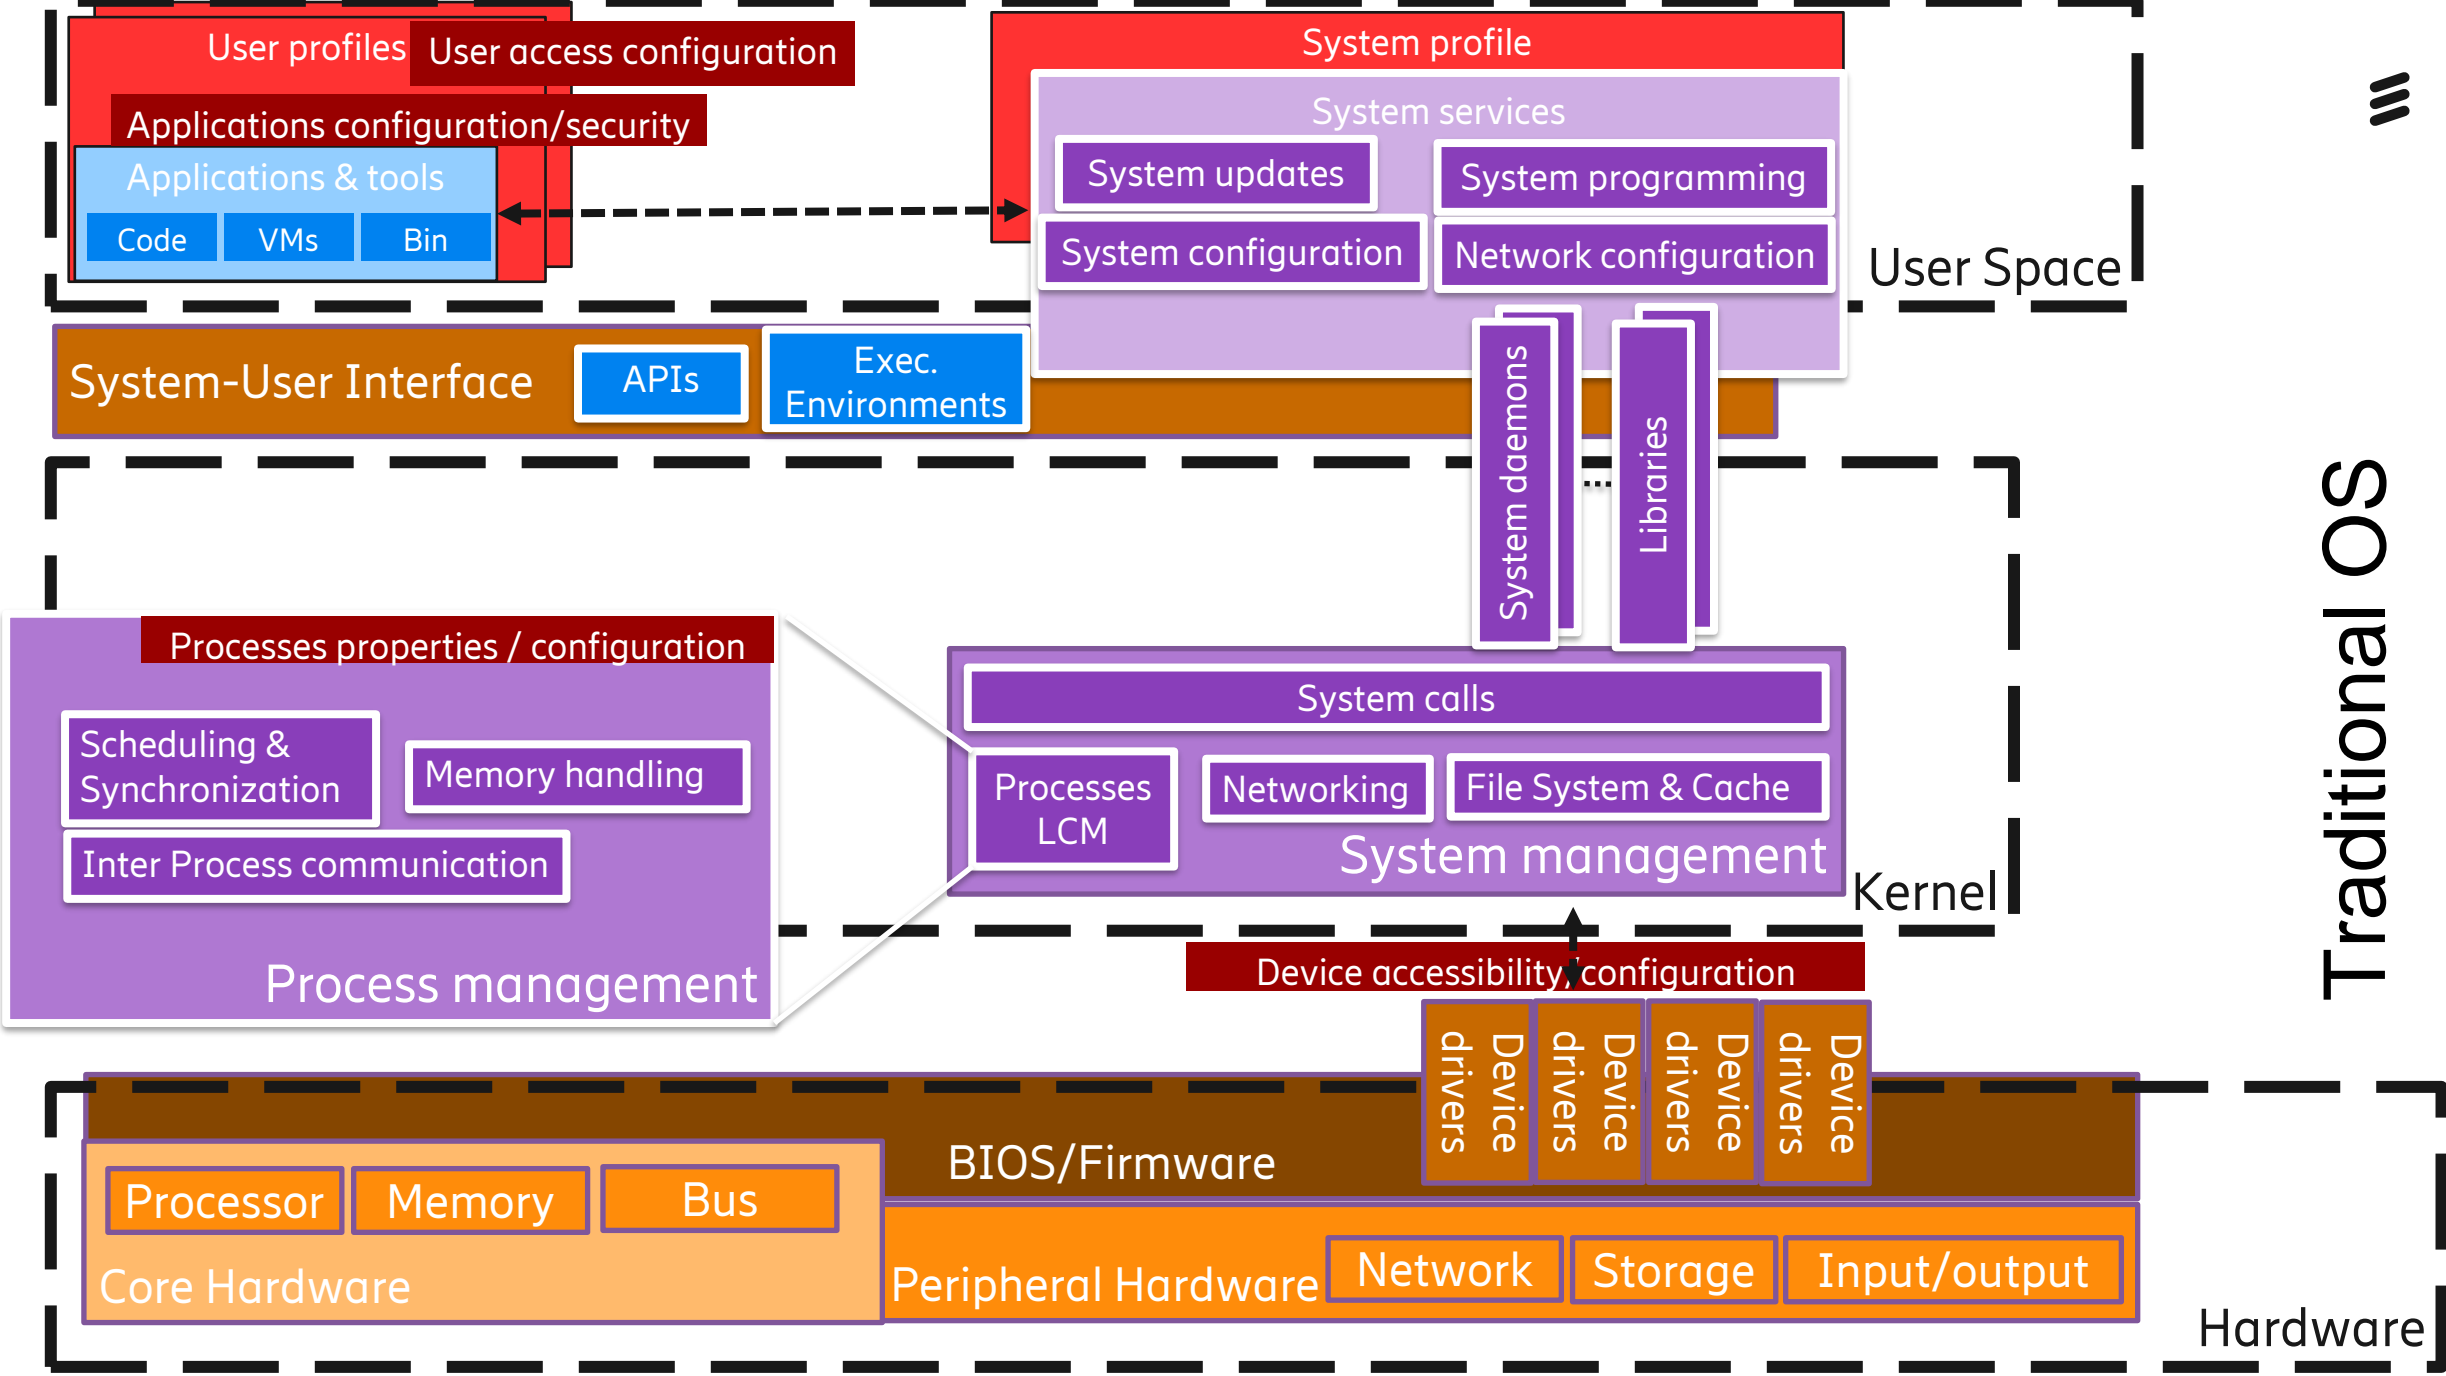 User profiles
User access configuration
Applications configuration/security
Applications & tools
Code
VMs
Bin
System profile
System services
System updates
System programming
System configuration
Network configuration
User Space
System-User Interface
APIs
Exec.
Environments
System daemons
Libraries
Traditional OS
Processes properties / configuration
Scheduling &
Synchronization
Memory handling
Inter Process communication
Process management
System calls
Processes
LCM
Networking
File System & Cache
System management
Kernel
Device accessibility/configuration
Device
drivers
Device
drivers
Device
drivers
Device
drivers
BIOS/Firmware
Processor
Memory
Bus
Core Hardware
Peripheral Hardware
Network
Storage
Input/output
Hardware